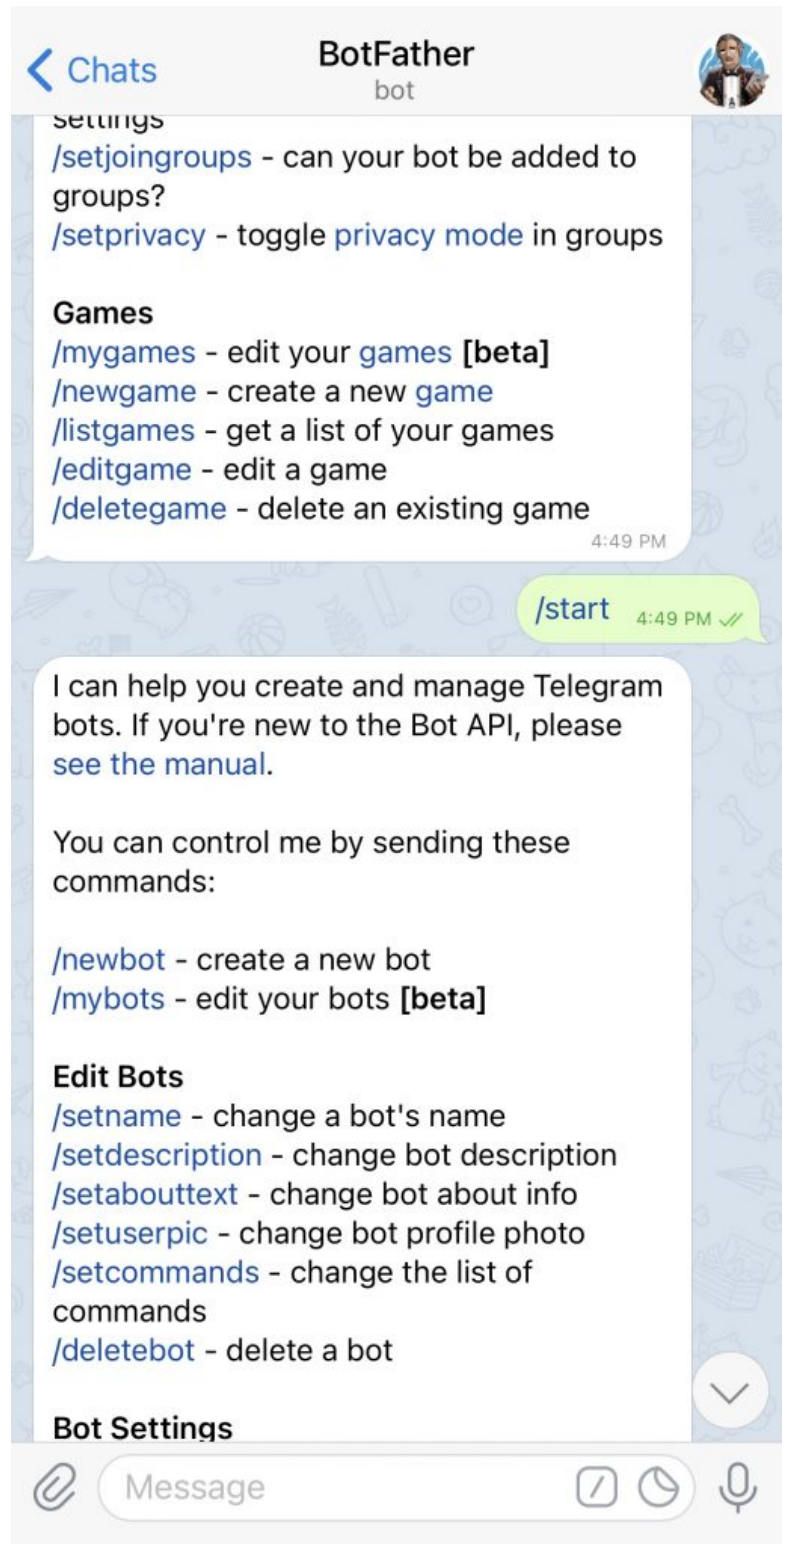 Chats
BotFather
bot
settings
/setjoingroups - can your bot be added to
groups?
/setprivacy - toggle privacy mode in groups
Games
/mygames - edit your games [beta]
/newgame - create a new game
/listgames - get a list of your games
/editgame - edit a game
/deletegame - delete an existing game
4:49 PM
/start 4:49 PM
I can help you create and manage Telegram
bots. If you're new to the Bot API, please
see the manual.
You can control me by sending these
commands:
/newbot - create a new bot
/mybots - edit your bots [beta]
Edit Bots
/setname - change a bot's name
/setdescription - change bot description
/setabouttext - change bot about info
/setuserpic - change bot profile photo
/setcommands - change the list of
commands
/deletebot - delete a bot
Bot Settings
Message